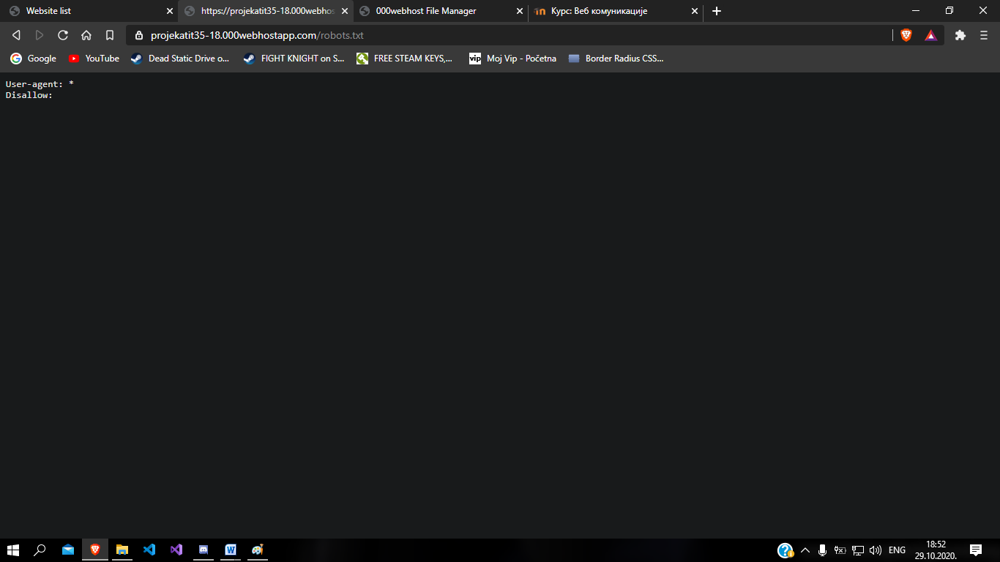 Website list
https://projekatit35-18.000webhos
000webhost File Manager
Курс: Веб комуникације
projekatit35-18.000webhostapp.com/robots.txt
Google
YouTube
Dead Static Drive o...
FIGHT KNIGHT on S...
FREE STEAM KEYS,...
vip
Moj Vip - Početna
Border Radius CSS...
User-agent: *
Disallow:
ENG
18:52
29.10.2020.